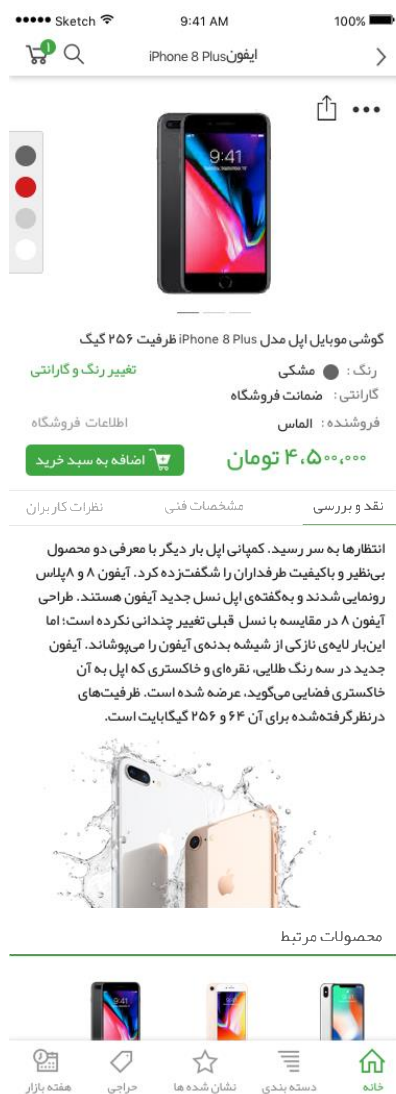 Sketch 9:41 AM 100%
1
ایفون iPhone 8 Plus
9:41
گوشی موبایل اپل مدل iPhone 8 Plus ظرفیت ۲۵۶ گیگ
رنگ : مشکی
تغییر رنگ و گارانتی
گارانتی : ضمانت فروشگاه
فروشنده : الماس
اطلاعات فروشگاه
۴،۵۰۰,۰۰۰ تومان
اضافه به سبد خرید
نقد و بررسی
مشخصات فنی
نظرات کاربران
انتظارها به سر رسید. کمپانی اپل بار دیگر با معرفی دو محصول
بی‌نظیر و باکیفیت طرفداران را شگفت‌زده کرد. آیفون ۸ و ۸پلاس
رونمایی شدند و به‌گفته‌ی اپل نسل جدید آیفون هستند. طراحی
آیفون ۸ در مقایسه با نسل قبلی تغییر چندانی نکرده است؛ اما
این‌بار لایه‌ی نازکی از شیشه بدنه‌ی آیفون را می‌پوشاند. آیفون
جدید در سه رنگ طلایی، نقره‌ای و خاکستری که اپل به آن
خاکستری فضایی می‌گوید، عرضه شده است. ظرفیت‌های
درنظرگرفته‌شده برای آن ۶۴ و ۲۵۶ گیگابایت است.
محصولات مرتبط
9:41
خانه
دسته بندی
نشان شده ها
حراجی
هفته بازار